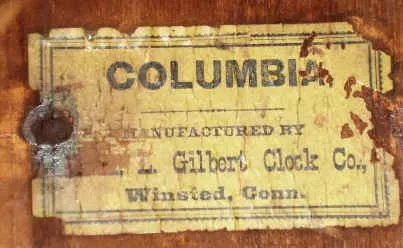 COLUMBIA
MANUFACTURED BY
L. Gilbert Clock Co.,
Winsted, Conn.